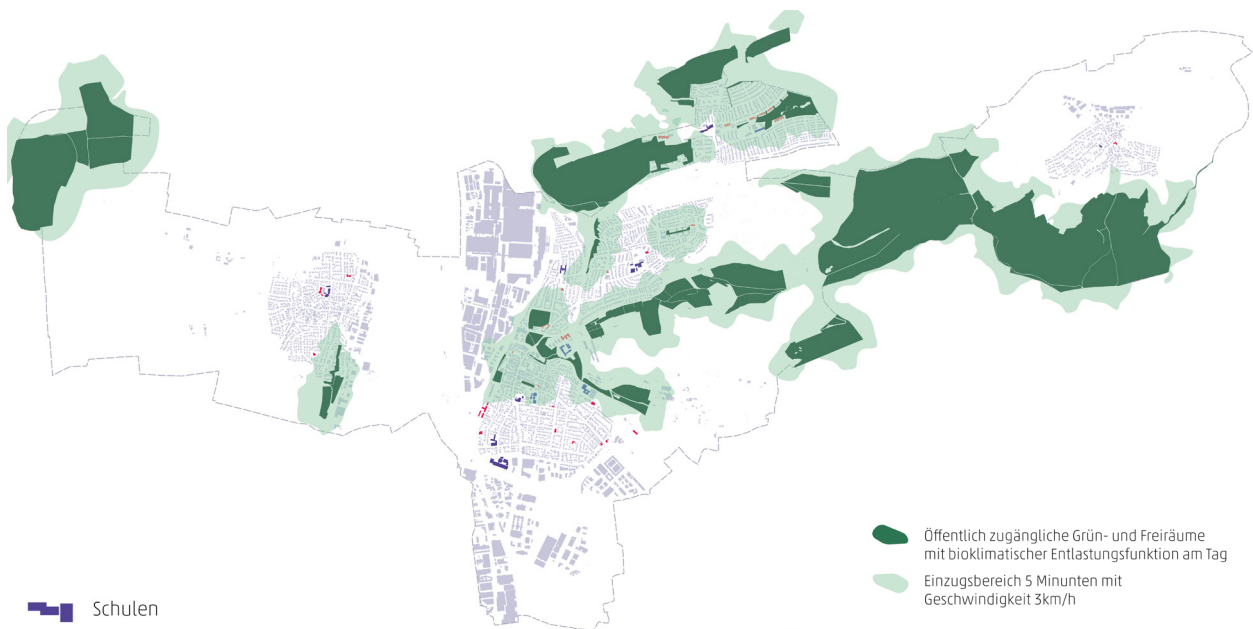 Öffentlich zugängliche Grün- und Freiräume
mit bioklimatischer Entlastungsfunktion am Tag
Einzugsbereich 5 Minunten mit
Geschwindigkeit 3km/h
Schulen